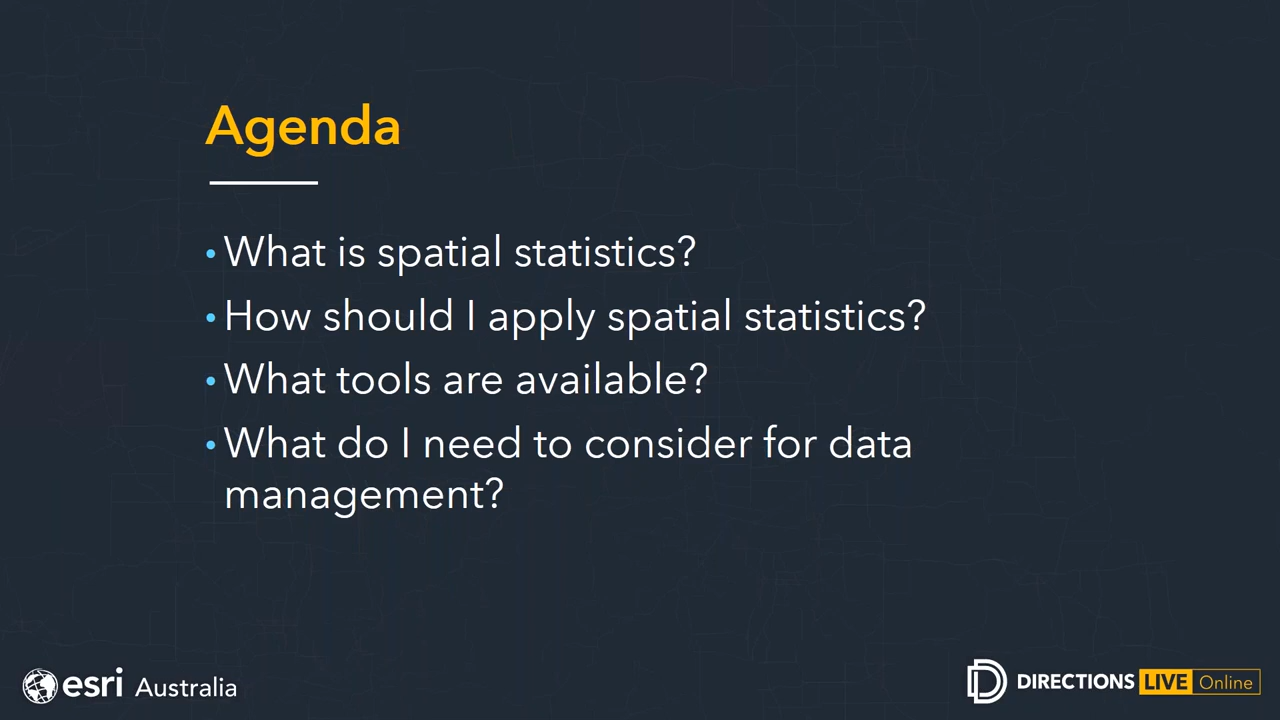 Agenda
• What is spatial statistics?
• How should I apply spatial statistics?
• What tools are available?
• What do I need to consider for data
management?
esri Australia
DIRECTIONS LIVE Online